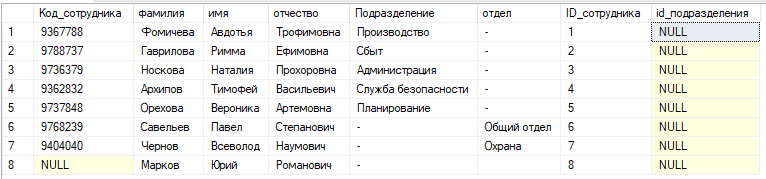 Код_сотрудника фамилия имя отчество Подразделение отдел ID_сотрудника id_подразделения
1 9367788 Фомичева Авдотья Трофимовна Производство - 1 NULL
2 9788737 Гаврилова Римма Ефимовна Сбыт - 2 NULL
3 9736379 Носкова Наталия Прохоровна Администрация - 3 NULL
4 9362832 Архипов Тимофей Васильевич Служба безопасности - 4 NULL
5 9737848 Орехова Вероника Артемовна Планирование - 5 NULL
6 9768239 Савельев Павел Степанович - Общий отдел 6 NULL
7 9404040 Чернов Всеволод Наумович - Охрана 7 NULL
8 NULL Марков Юрий Романович - - 8 NULL